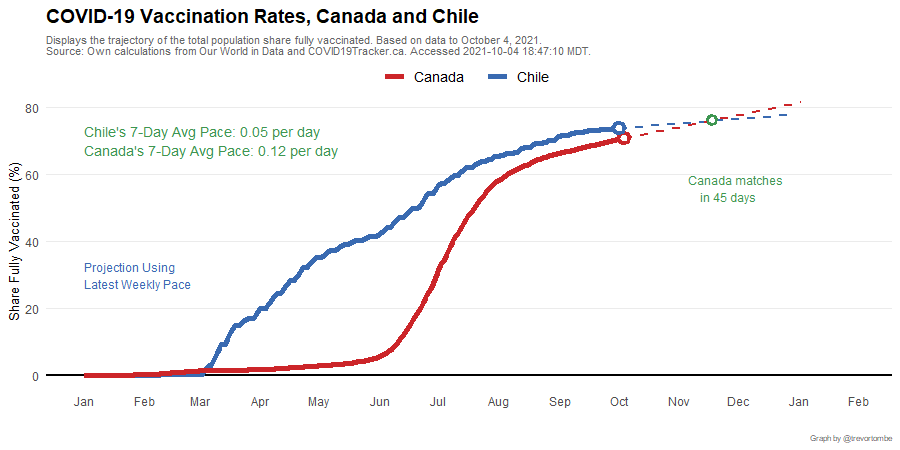 COVID-19 Vaccination Rates, Canada and Chile
Displays the trajectory of the total population share fully vaccinated. Based on data to October 4, 2021.
Source: Own calculations from Our World in Data and COVID19Tracker.ca. Accessed 2021-10-04 18:47:10 MDT.
Canada Chile
Chile's 7-Day Avg Pace: 0.05 per day
Canada's 7-Day Avg Pace: 0.12 per day
Canada matches
in 45 days
Projection Using
Latest Weekly Pace
Share Fully Vaccinated (%)
80
60
40
20
0
Jan Feb Mar Apr May Jun Jul Aug Sep Oct Nov Dec Jan Feb
Graph by @trevortombe